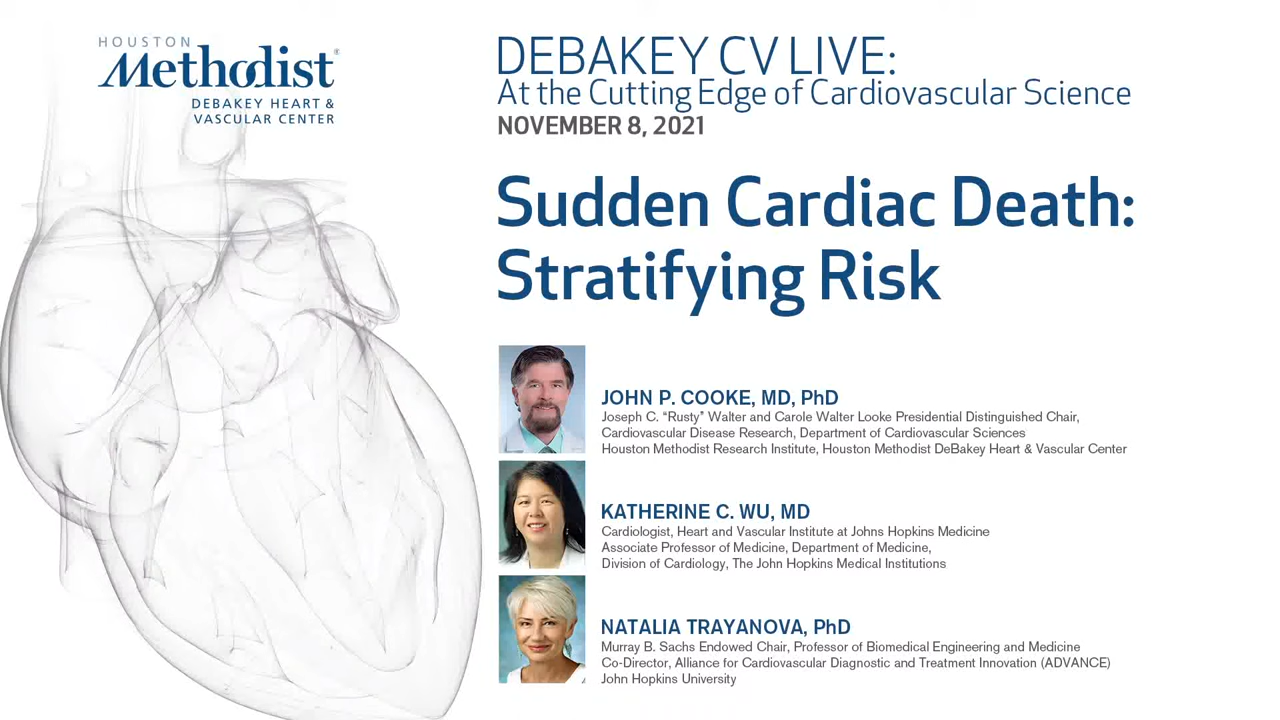 HOUSTON
Methodist®
DEBAKEY HEART &
VASCULAR CENTER
DEBAKEY CV LIVE:
At the Cutting Edge of Cardiovascular Science
NOVEMBER 8, 2021
Sudden Cardiac Death:
Stratifying Risk
JOHN P. COOKE, MD, PhD
Joseph C. “Rusty” Walter and Carole Walter Looke Presidential Distinguished Chair,
Cardiovascular Disease Research, Department of Cardiovascular Sciences
Houston Methodist Research Institute, Houston Methodist DeBakey Heart & Vascular Center
KATHERINE C. WU, MD
Cardiologist, Heart and Vascular Institute at Johns Hopkins Medicine
Associate Professor of Medicine, Department of Medicine,
Division of Cardiology, The John Hopkins Medical Institutions
NATALIA TRAYANOVA, PhD
Murray B. Sachs Endowed Chair, Professor of Biomedical Engineering and Medicine
Co-Director, Alliance for Cardiovascular Diagnostic and Treatment Innovation (ADVANCE)
John Hopkins University